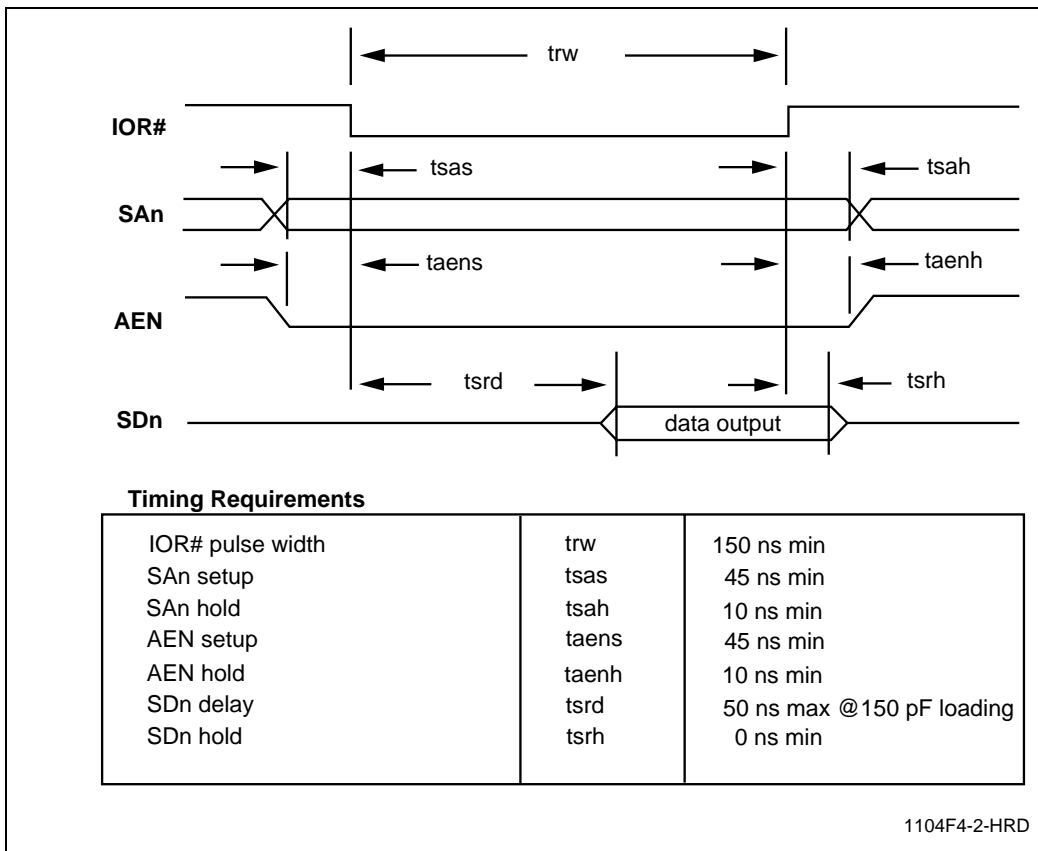 trw
IOR#
tsas
tsah
SAn
taens
taenh
AEN
tsrd
tsrh
SDn
data output
Timing Requirements
IOR# pulse width trw 150 ns min
SAn setup tsas 45 ns min
SAn hold tsah 10 ns min
AEN setup taens 45 ns min
AEN hold taenh 10 ns min
SDn delay tsrd 50 ns max @150 pF loading
SDn hold tsrh 0 ns min
1104F4-2-HRD